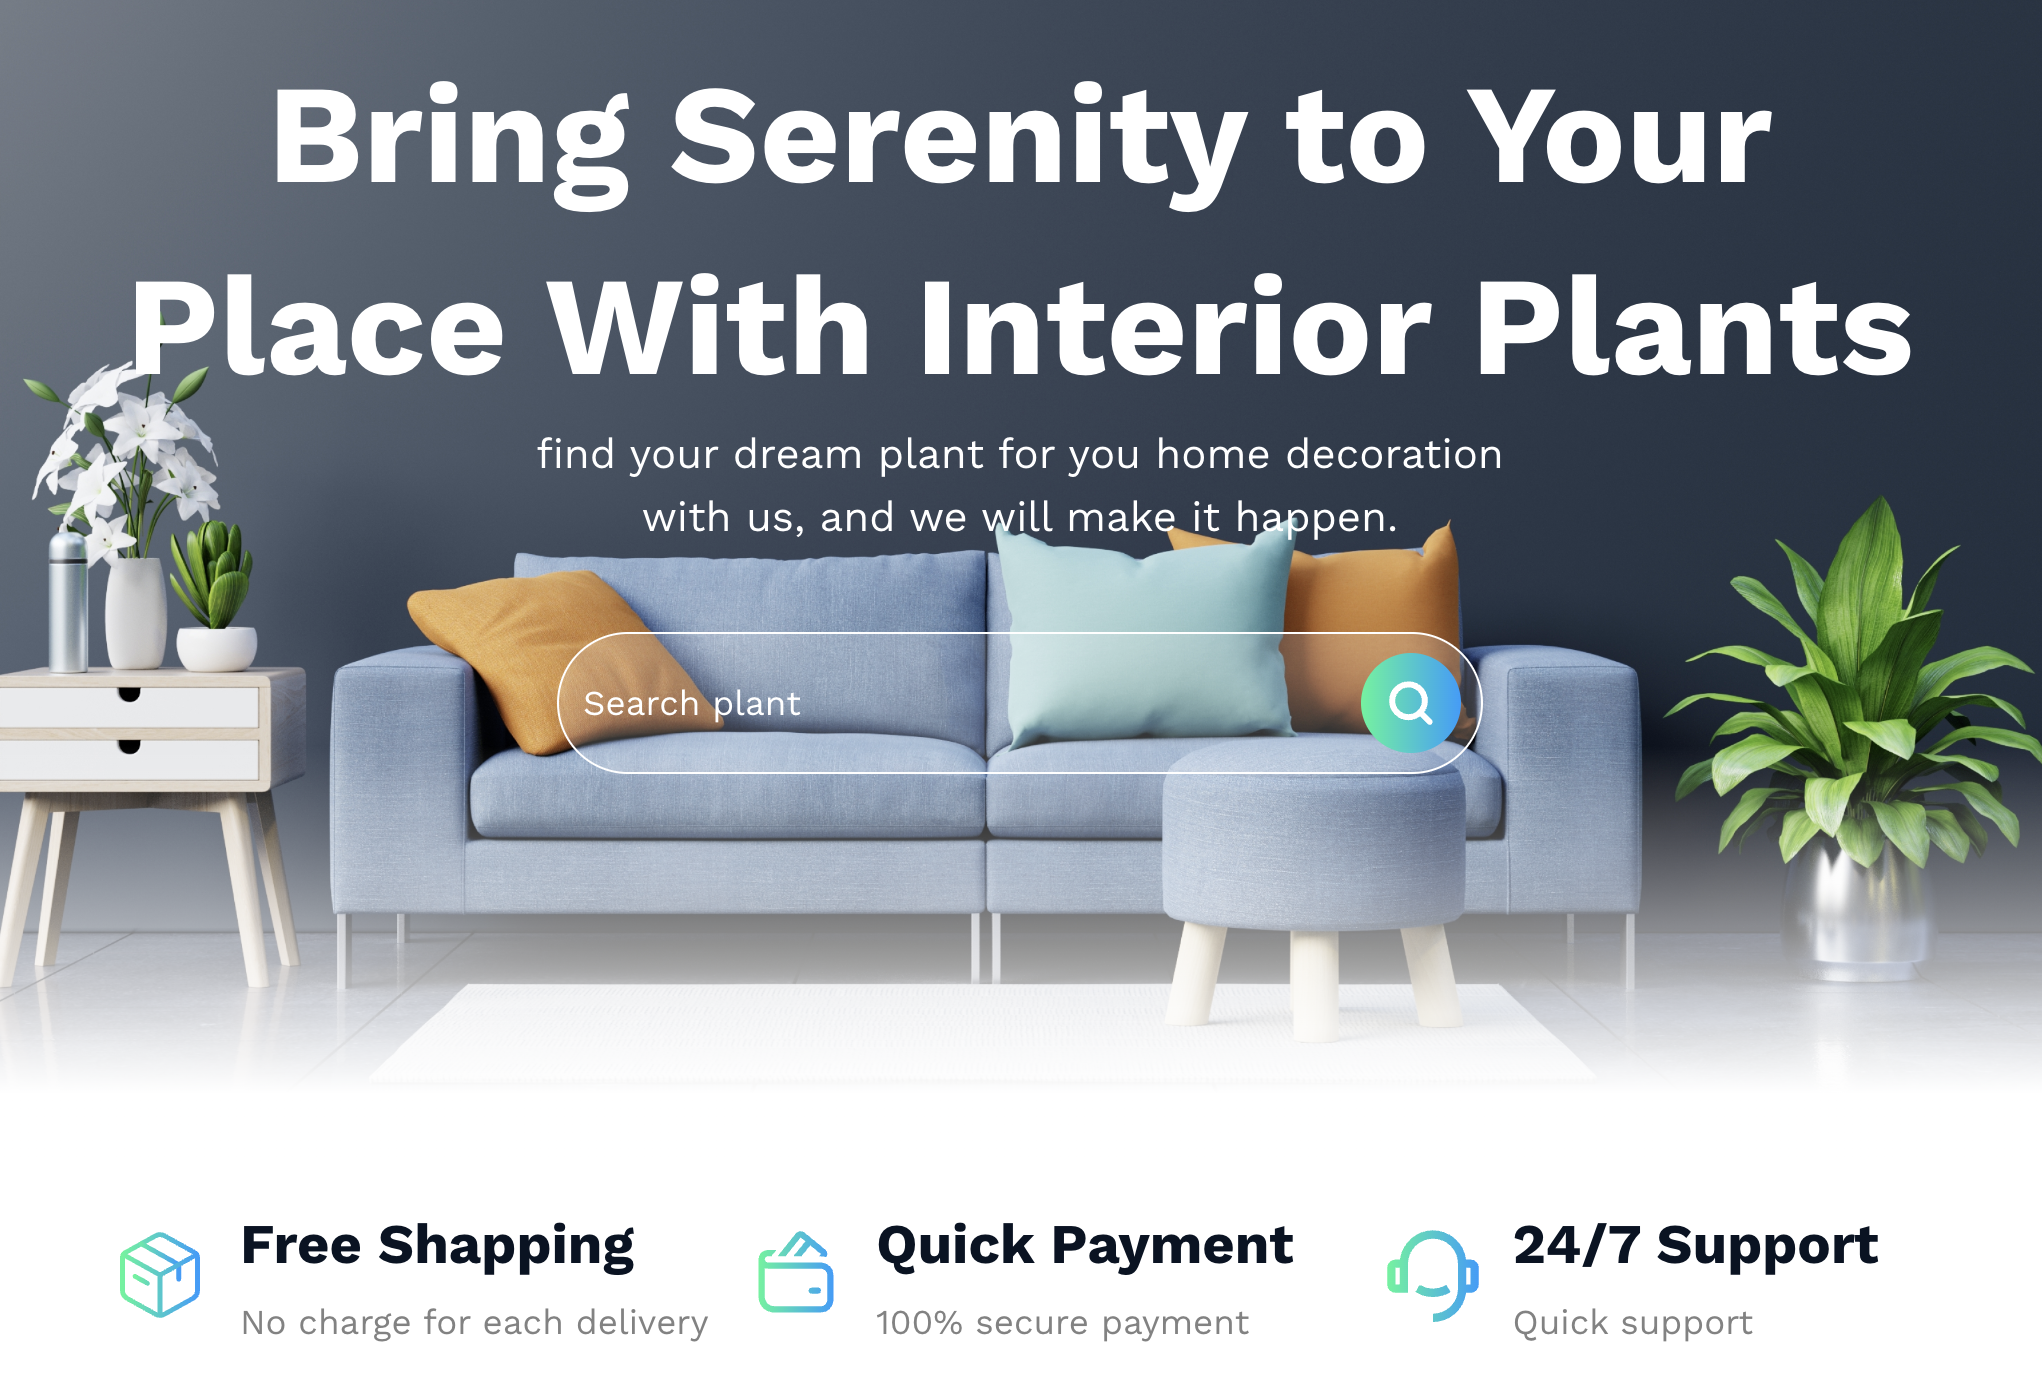 Bring Serenity to Your
Place With Interior Plants
find your dream plant for you home decoration
with us, and we will make it happen.
Search plant
Free Shapping
No charge for each delivery
Quick Payment
100% secure payment
24/7 Support
Quick support